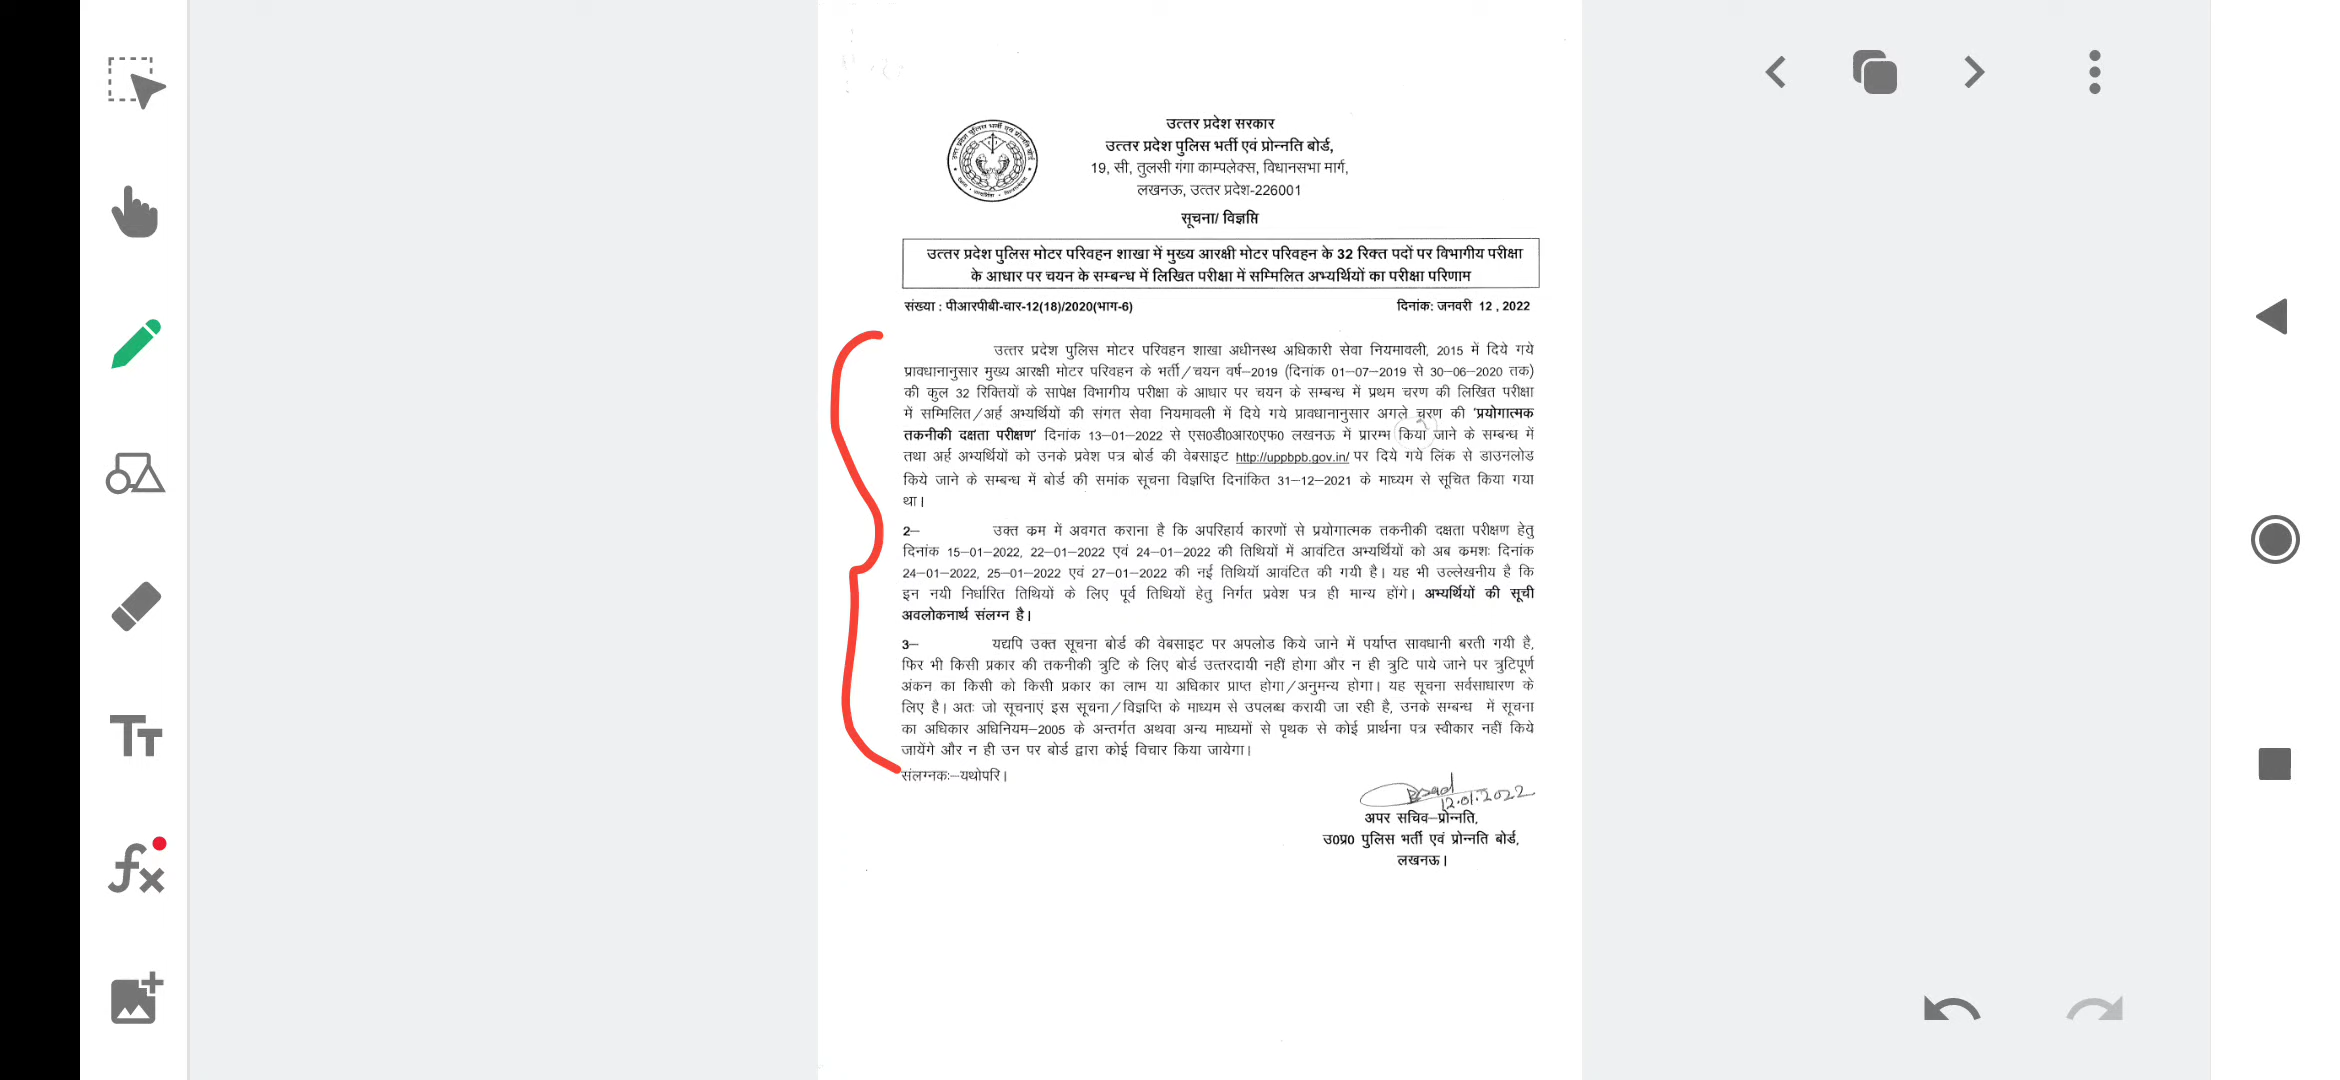 उत्तर प्रदेश सरकार
उत्तर प्रदेश पुलिस भर्ती एवं प्रोन्नति बोर्ड,
19, सी, तुलसी गंगा काम्पलेक्स, विधानसभा मार्ग,
लखनऊ, उत्तर प्रदेश-226001
सूचना/ विज्ञप्ति
उत्तर प्रदेश पुलिस मोटर परिवहन शाखा में मुख्य आरक्षी मोटर परिवहन के 32 रिक्त पदों पर विभागीय परीक्षा
के आधार पर चयन के सम्बन्ध में लिखित परीक्षा में सम्मिलित अभ्यर्थियों का परीक्षा परिणाम
संख्या : पीआरपीबी-चार-12(18)/2020(भाग-6) दिनांक: जनवरी 12 , 2022
उत्तर प्रदेश पुलिस मोटर परिवहन शाखा अधीनस्थ अधिकारी सेवा नियमावली, 2015 में दिये गये
प्रावधानानुसार मुख्य आरक्षी मोटर परिवहन के भर्ती/चयन वर्ष–2019 (दिनांक 01–07–2019 से 30–06–2020 तक)
की कुल 32 रिक्तियों के सापेक्ष विभागीय परीक्षा के आधार पर चयन के सम्बन्ध में प्रथम चरण की लिखित परीक्षा
में सम्मिलित/अर्ह अभ्यर्थियों की संगत सेवा नियमावली में दिये गये प्रावधानानुसार अगले चरण की 'प्रयोगात्मक
तकनीकी दक्षता परीक्षण' दिनांक 13–01–2022 से एस0डी0आर0एफ0 लखनऊ में प्रारम्भ किया जाने के सम्बन्ध में
तथा अर्ह अभ्यर्थियों को उनके प्रवेश पत्र बोर्ड की वेबसाइट http://uppbpb.gov.in/ पर दिये गये लिंक से डाउनलोड
किये जाने के सम्बन्ध में बोर्ड की समांक सूचना विज्ञप्ति दिनांकित 31–12–2021 के माध्यम से सूचित किया गया
था।
2– उक्त क्रम में अवगत कराना है कि अपरिहार्य कारणों से प्रयोगात्मक तकनीकी दक्षता परीक्षण हेतु
दिनांक 15–01–2022, 22–01–2022 एवं 24–01–2022 की तिथियों में आवंटित अभ्यर्थियों को अब क्रमशः दिनांक
24–01–2022, 25–01–2022 एवं 27–01–2022 की नई तिथियॉ आवंटित की गयी है। यह भी उल्लेखनीय है कि
इन नयी निर्धारित तिथियों के लिए पूर्व तिथियों हेतु निर्गत प्रवेश पत्र ही मान्य होंगे। अभ्यर्थियों की सूची
अवलोकनार्थ संलग्न है।
3– यद्यपि उक्त सूचना बोर्ड की वेबसाइट पर अपलोड किये जाने में पर्याप्त सावधानी बरती गयी है,
फिर भी किसी प्रकार की तकनीकी त्रुटि के लिए बोर्ड उत्तरदायी नहीं होगा और न ही त्रुटि पाये जाने पर त्रुटिपूर्ण
अंकन का किसी को किसी प्रकार का लाभ या अधिकार प्राप्त होगा/अनुमन्य होगा। यह सूचना सर्वसाधारण के
लिए है। अतः जो सूचनाएं इस सूचना/विज्ञप्ति के माध्यम से उपलब्ध करायी जा रही है, उनके सम्बन्ध में सूचना
का अधिकार अधिनियम–2005 के अन्तर्गत अथवा अन्य माध्यमों से पृथक से कोई प्रार्थना पत्र स्वीकार नहीं किये
जायेंगे और न ही उन पर बोर्ड द्वारा कोई विचार किया जायेगा।
संलग्नकः–यथोपरि।
12.01.2022
अपर सचिव–प्रोन्नति,
उ0प्र0 पुलिस भर्ती एवं प्रोन्नति बोर्ड,
लखनऊ।